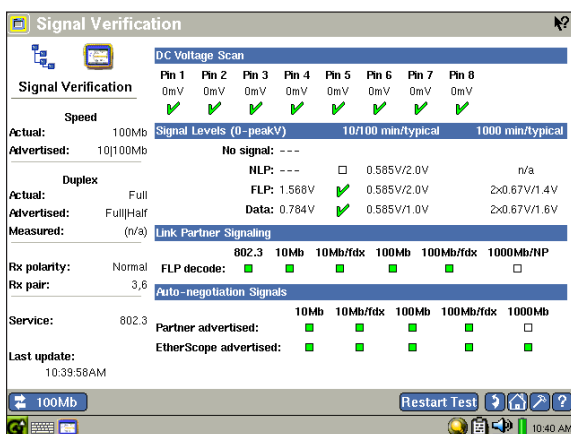 Signal Verification
Signal Verification
Speed
Actual: 100Mb
Advertised: 10|100Mb
Duplex
Actual: Full
Advertised: Full|Half
Measured: (n/a)
Rx polarity: Normal
Rx pair: 3,6
Service: 802.3
Last update:
10:39:58AM
DC Voltage Scan
Pin 1 Pin 2 Pin 3 Pin 4 Pin 5 Pin 6 Pin 7 Pin 8
0mV 0mV 0mV 0mV 0mV 0mV 0mV 0mV
Signal Levels (0-peakV) 10/100 min/typical 1000 min/typical
No signal: ---
NLP: --- 0.585V/2.0V n/a
FLP: 1.568V 0.585V/2.0V 2x0.67V/1.4V
Data: 0.784V 0.585V/1.0V 2x0.67V/1.6V
Link Partner Signaling
802.3 10Mb 10Mb/fdx 100Mb 100Mb/fdx 1000Mb/NP
FLP decode:
Auto-negotiation Signals
10Mb 10Mb/fdx 100Mb 100Mb/fdx 1000Mb
Partner advertised:
EtherScope advertised:
100Mb
Restart Test
?
10:40 AM